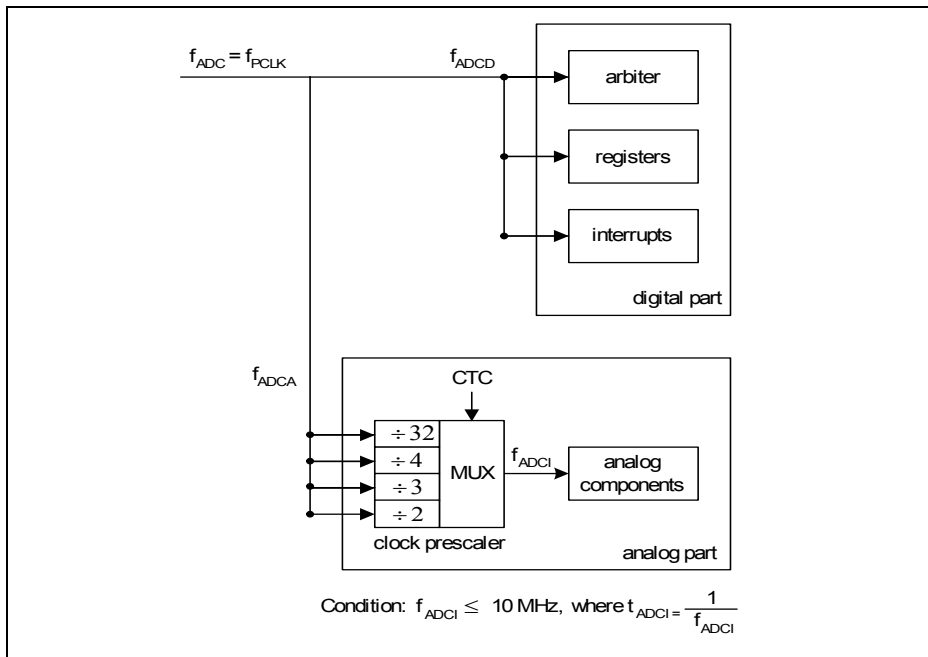 f_ADC = f_PCLK
f_ADCD
arbiter
registers
interrupts
digital part
f_ADCA
CTC
÷ 32
÷ 4
÷ 3
÷ 2
MUX
f_ADCI
analog
components
clock prescaler
analog part
Condition: f_ADCI ≤ 10 MHz, where t_ADCI = 1 / f_ADCI